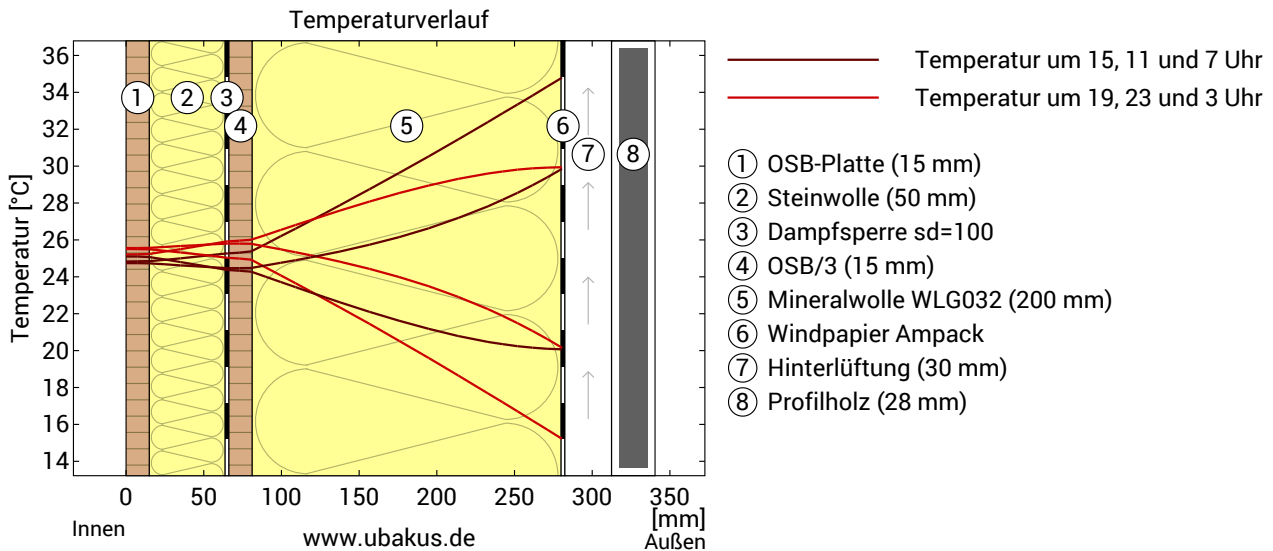 Temperaturverlauf
Temperatur [°C]
36
34
32
30
28
26
24
22
20
18
16
14
1
2
3
4
5
6
7
8
0
50
100
150
200
250
300
350
[mm]
Innen
www.ubakus.de
Außen
Temperatur um 15, 11 und 7 Uhr
Temperatur um 19, 23 und 3 Uhr
1 OSB-Platte (15 mm)
2 Steinwolle (50 mm)
3 Dampfsperre sd=100
4 OSB/3 (15 mm)
5 Mineralwolle WLG032 (200 mm)
6 Windpapier Ampack
7 Hinterlüftung (30 mm)
8 Profilholz (28 mm)